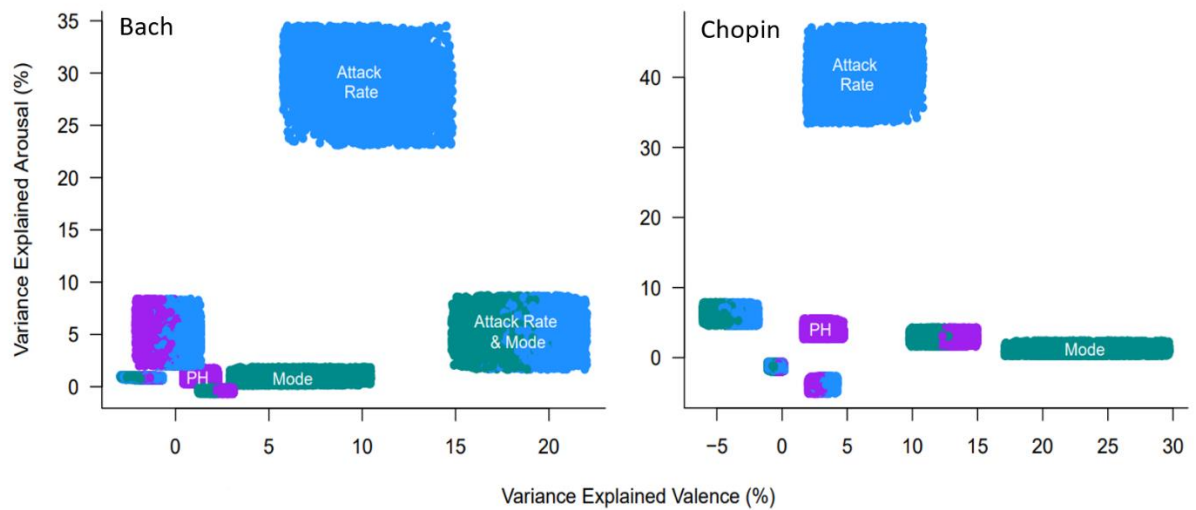 Bach
Chopin
Variance Explained Arousal (%)
35
30
25
20
15
10
5
0
Attack
Rate
PH
Mode
Attack Rate
& Mode
0 5 10 15 20
40
30
20
10
0
Attack
Rate
PH
Mode
−5 0 5 10 15 20 25 30
Variance Explained Valence (%)